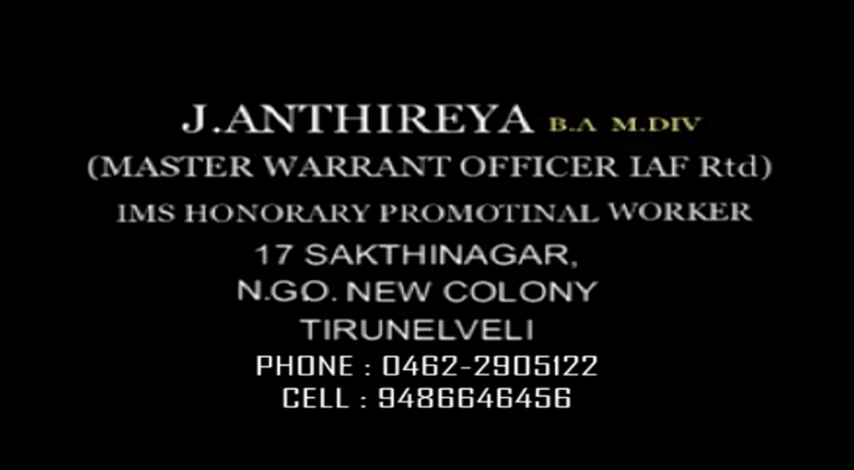 J.ANTHIREYA B.A M.DIV
(MASTER WARRANT OFFICER IAF Rtd)
IMS HONORARY PROMOTINAL WORKER
17 SAKTHINAGAR,
N.GO. NEW COLONY
TIRUNELVELI
PHONE : 0462-2905122
CELL : 9486646456